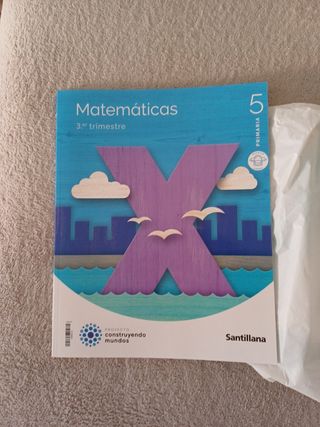 Matemáticas
3.er trimestre
5
PRIMARIA
X
PROYECTO
construyendo
mundos
Santillana